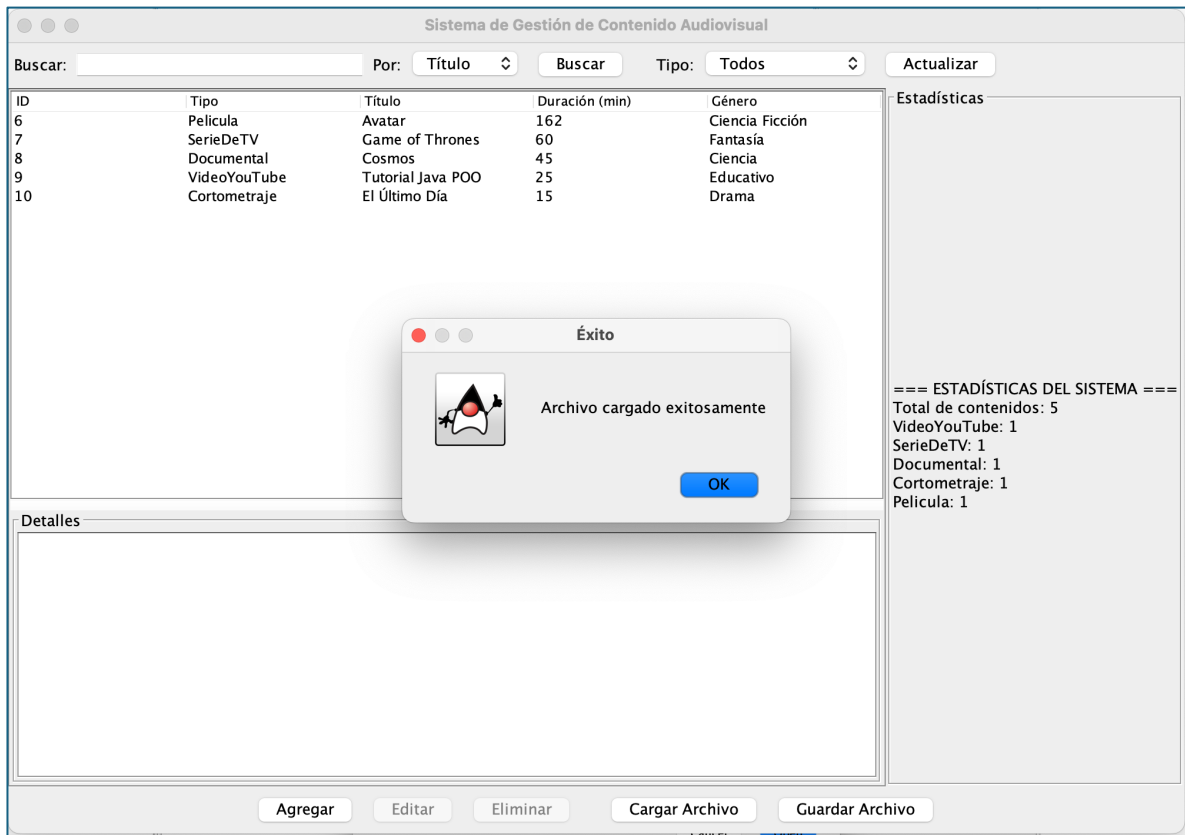 Sistema de Gestión de Contenido Audiovisual
Buscar: Por: Título Buscar Tipo: Todos Actualizar
ID Tipo Título Duración (min) Género
6 Pelicula Avatar 162 Ciencia Ficción
7 SerieDeTV Game of Thrones 60 Fantasía
8 Documental Cosmos 45 Ciencia
9 VideoYouTube Tutorial Java POO 25 Educativo
10 Cortometraje El Último Día 15 Drama
Estadísticas
=== ESTADÍSTICAS DEL SISTEMA ===
Total de contenidos: 5
VideoYouTube: 1
SerieDeTV: 1
Documental: 1
Cortometraje: 1
Pelicula: 1
Éxito
Archivo cargado exitosamente
OK
Detalles
Agregar Editar Eliminar Cargar Archivo Guardar Archivo